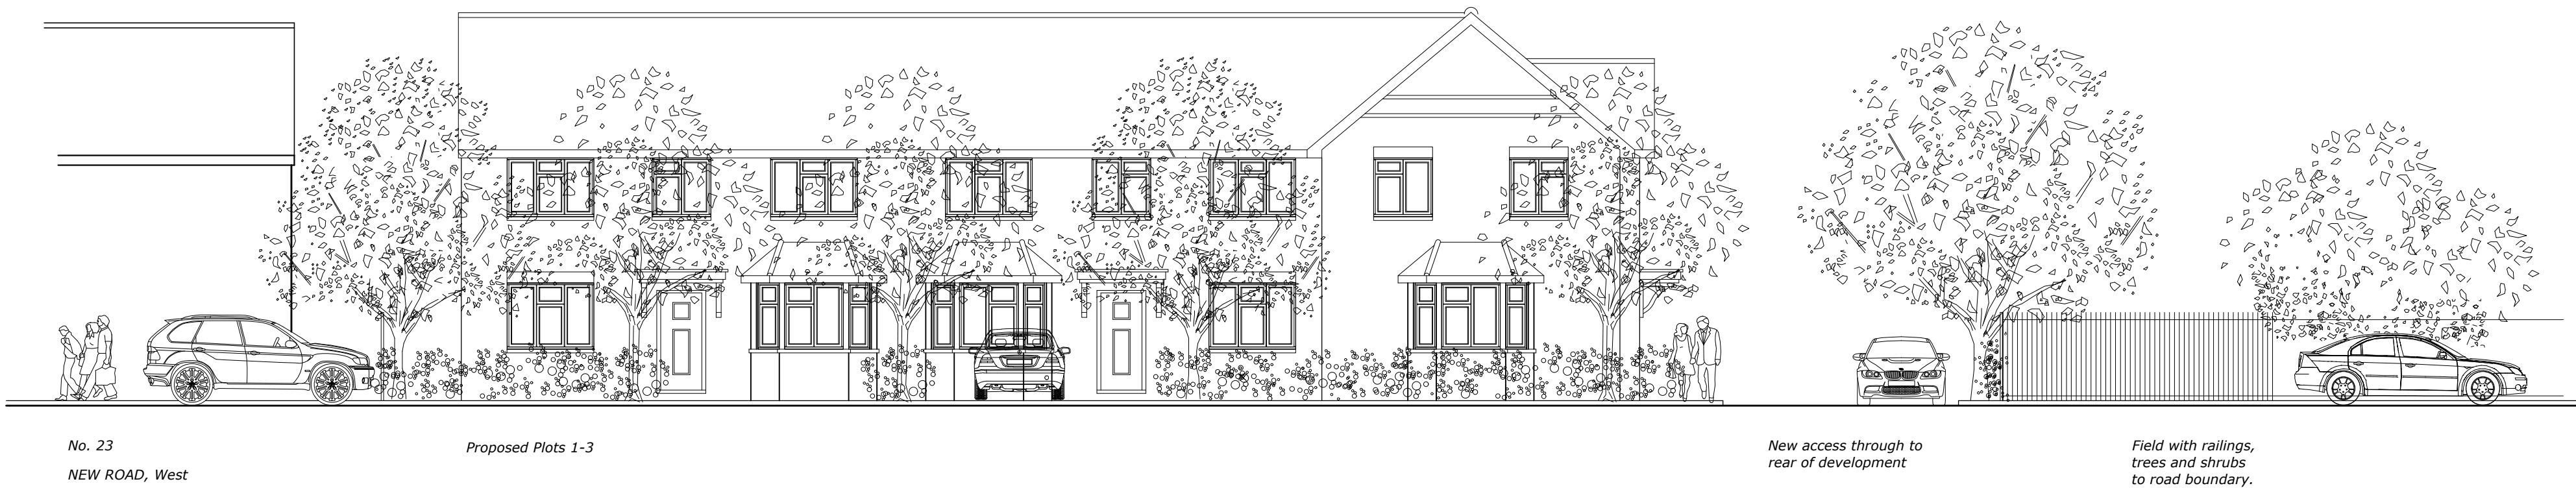 No. 23
NEW ROAD, West
Proposed Plots 1-3
New access through to
rear of development
Field with railings,
trees and shrubs
to road boundary.